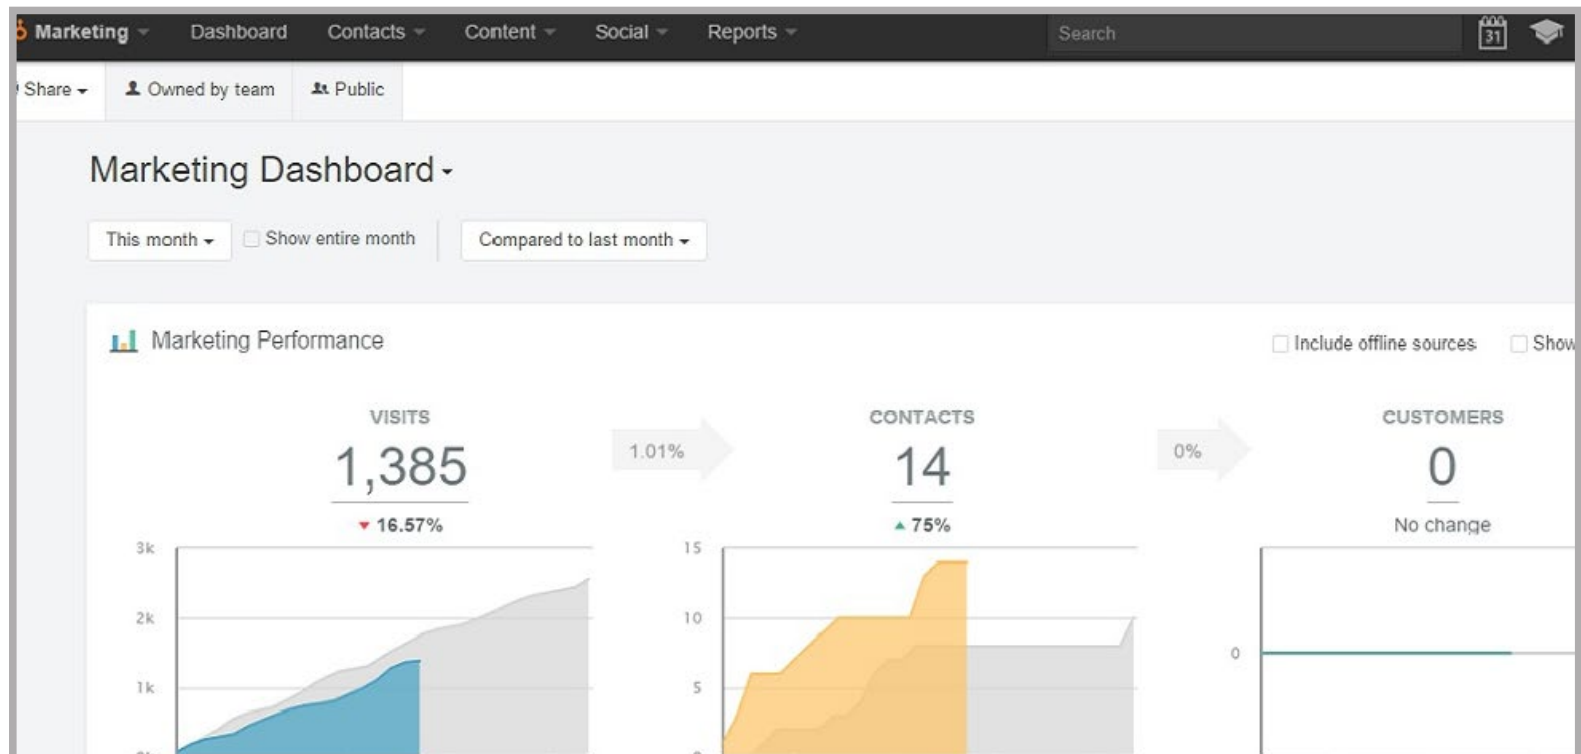 Marketing Dashboard Contacts Content Social Reports Search 31
Share Owned by team Public
Marketing Dashboard
This month Show entire month Compared to last month
Marketing Performance Include offline sources Show
VISITS CONTACTS CUSTOMERS
1,385 1.01% 14 0% 0
16.57% 75% No change
3k 15
2k 10
0
1k 5